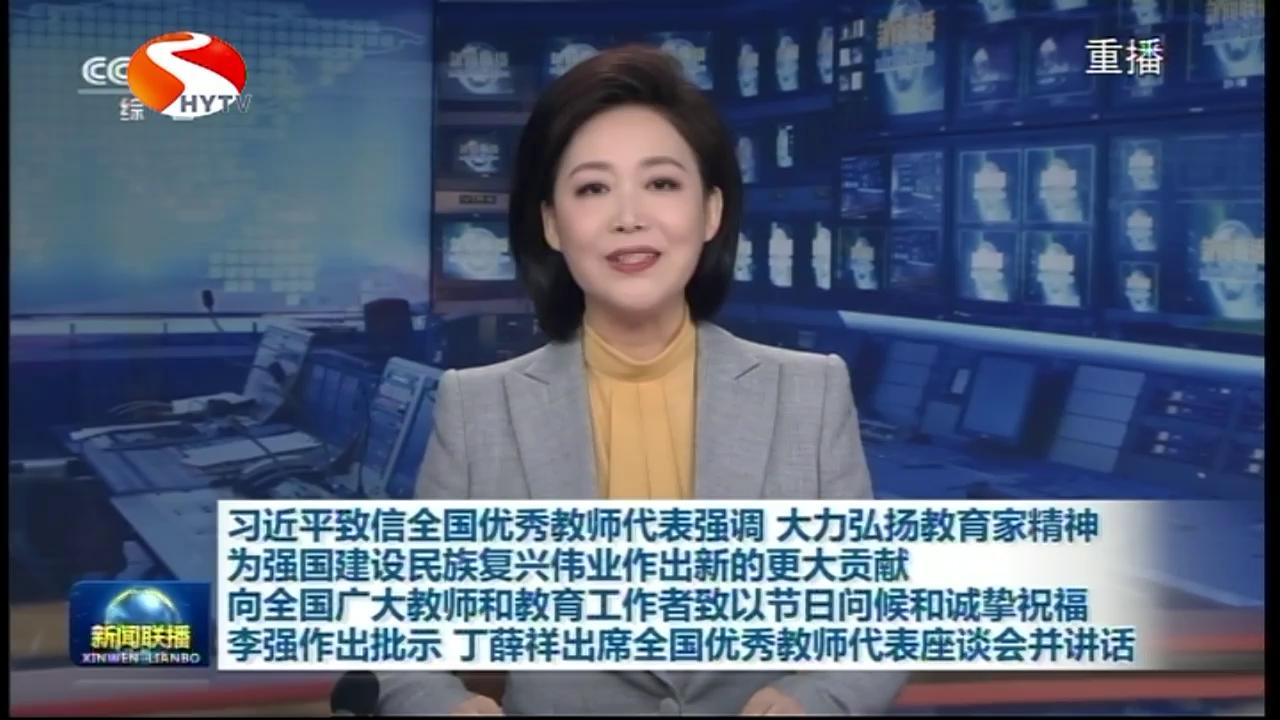 CC
综
HYTV
重播
习近平致信全国优秀教师代表强调 大力弘扬教育家精神
为强国建设民族复兴伟业作出新的更大贡献
向全国广大教师和教育工作者致以节日问候和诚挚祝福
李强作出批示 丁薛祥出席全国优秀教师代表座谈会并讲话
新闻联播
XINWEN LIANBO